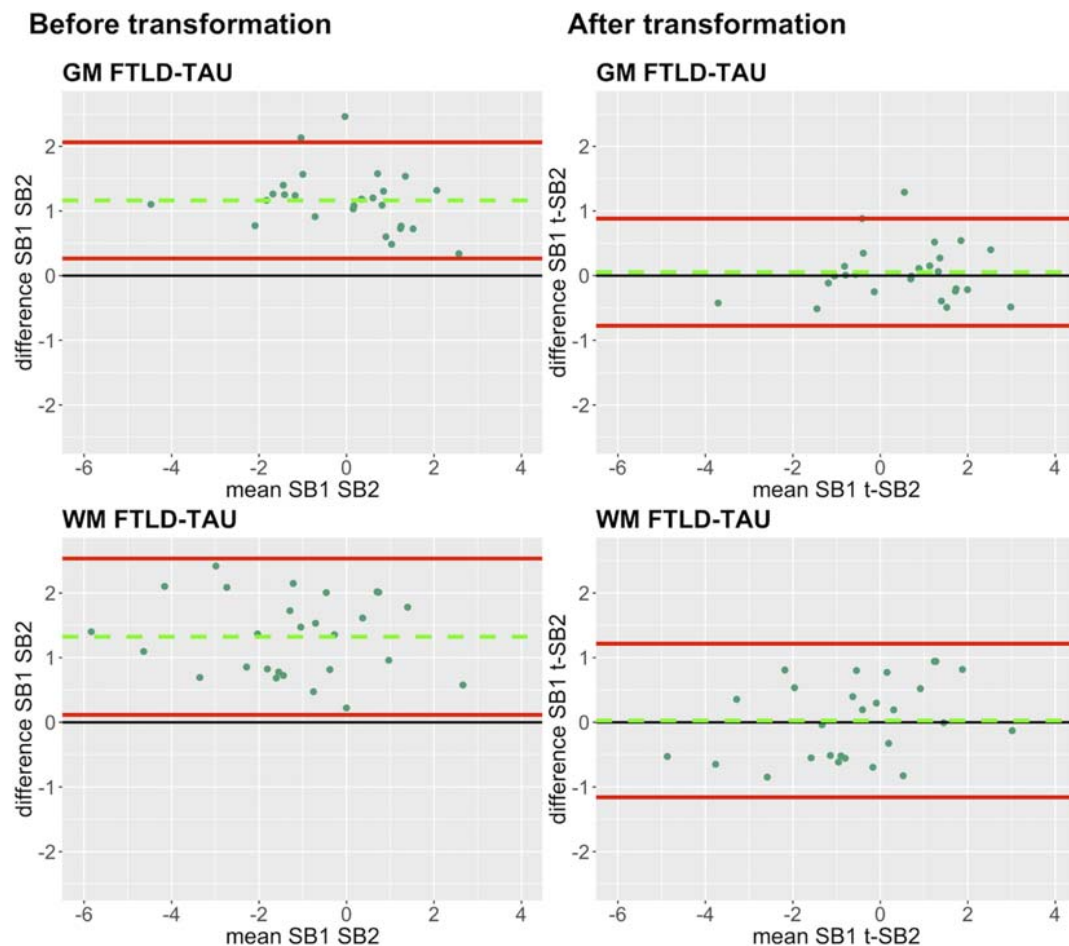 Before transformation
After transformation
GM FTLD-TAU
GM FTLD-TAU
difference SB1 SB2
2
1
0
-1
-2
-6 -4 -2 0 2 4
mean SB1 SB2
difference SB1 t-SB2
2
1
0
-1
-2
-6 -4 -2 0 2 4
mean SB1 t-SB2
WM FTLD-TAU
WM FTLD-TAU
difference SB1 SB2
2
1
0
-1
-2
-6 -4 -2 0 2 4
mean SB1 SB2
difference SB1 t-SB2
2
1
0
-1
-2
-6 -4 -2 0 2 4
mean SB1 t-SB2